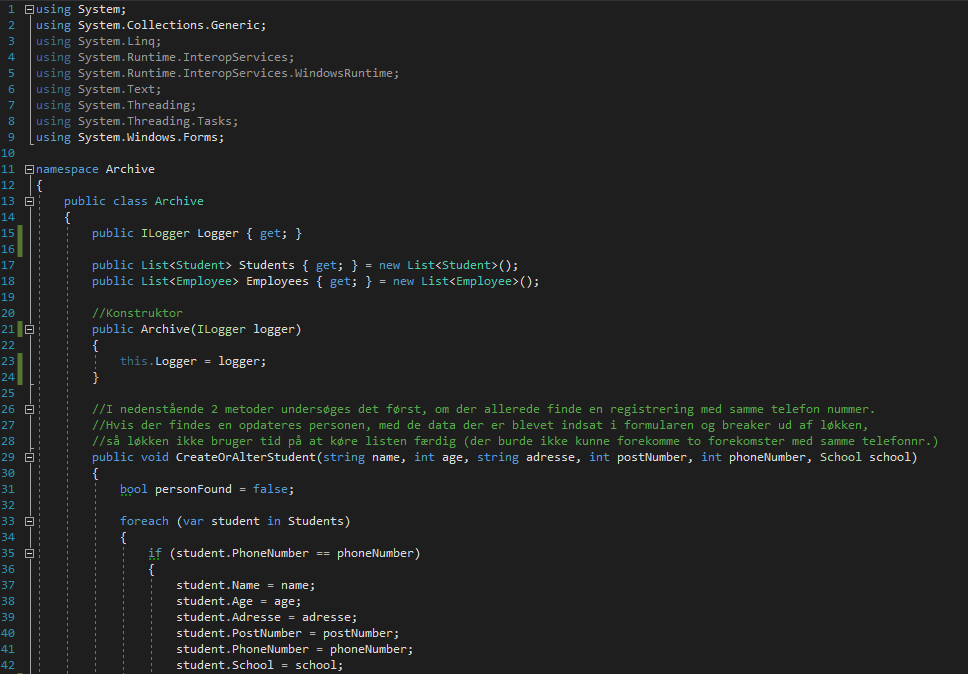 1 using System;
2 using System.Collections.Generic;
3 using System.Linq;
4 using System.Runtime.InteropServices;
5 using System.Runtime.InteropServices.WindowsRuntime;
6 using System.Text;
7 using System.Threading;
8 using System.Threading.Tasks;
9 using System.Windows.Forms;
10
11 namespace Archive
12 {
13 public class Archive
14 {
15 public ILogger Logger { get; }
16
17 public List<Student> Students { get; } = new List<Student>();
18 public List<Employee> Employees { get; } = new List<Employee>();
19
20 //Konstruktor
21 public Archive(ILogger logger)
22 {
23 this.Logger = logger;
24 }
25
26 //I nedenstående 2 metoder undersøges det først, om der allerede finde en registrering med samme telefon nummer.
27 //Hvis der findes en opdateres personen, med de data der er blevet indsat i formularen og breaker ud af løkken,
28 //så løkken ikke bruger tid på at køre listen færdig (der burde ikke kunne forekomme to forekomster med samme telefonnr.)
29 public void CreateOrAlterStudent(string name, int age, string adresse, int postNumber, int phoneNumber, School school)
30 {
31 bool personFound = false;
32
33 foreach (var student in Students)
34 {
35 if (student.PhoneNumber == phoneNumber)
36 {
37 student.Name = name;
38 student.Age = age;
39 student.Adresse = adresse;
40 student.PostNumber = postNumber;
41 student.PhoneNumber = phoneNumber;
42 student.School = school;